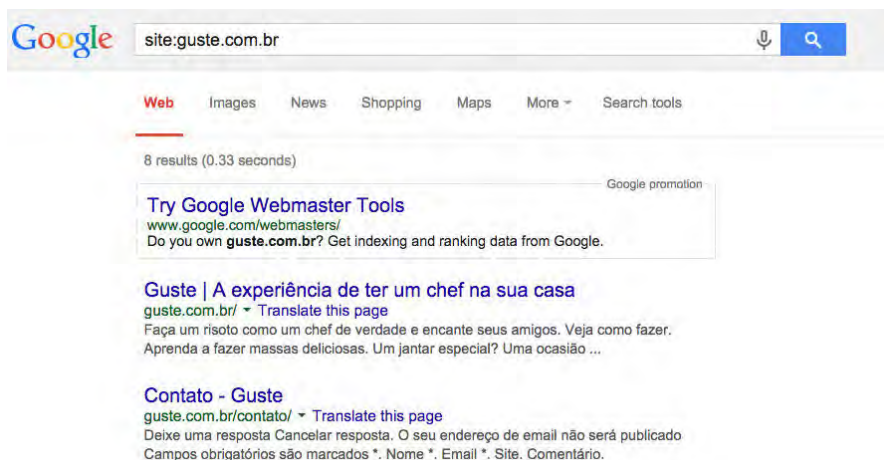 Google
site:guste.com.br
Web Images News Shopping Maps More Search tools
8 results (0.33 seconds)
Google promotion
Try Google Webmaster Tools
www.google.com/webmasters/
Do you own guste.com.br? Get indexing and ranking data from Google.
Guste | A experiência de ter um chef na sua casa
guste.com.br/ Translate this page
Faça um risoto como um chef de verdade e encante seus amigos. Veja como fazer.
Aprenda a fazer massas deliciosas. Um jantar especial? Uma ocasião ...
Contato - Guste
guste.com.br/contato/ Translate this page
Deixe uma resposta Cancelar resposta. O seu endereço de email não será publicado
Campos obrigatórios são marcados *. Nome *. Email *. Site. Comentário.